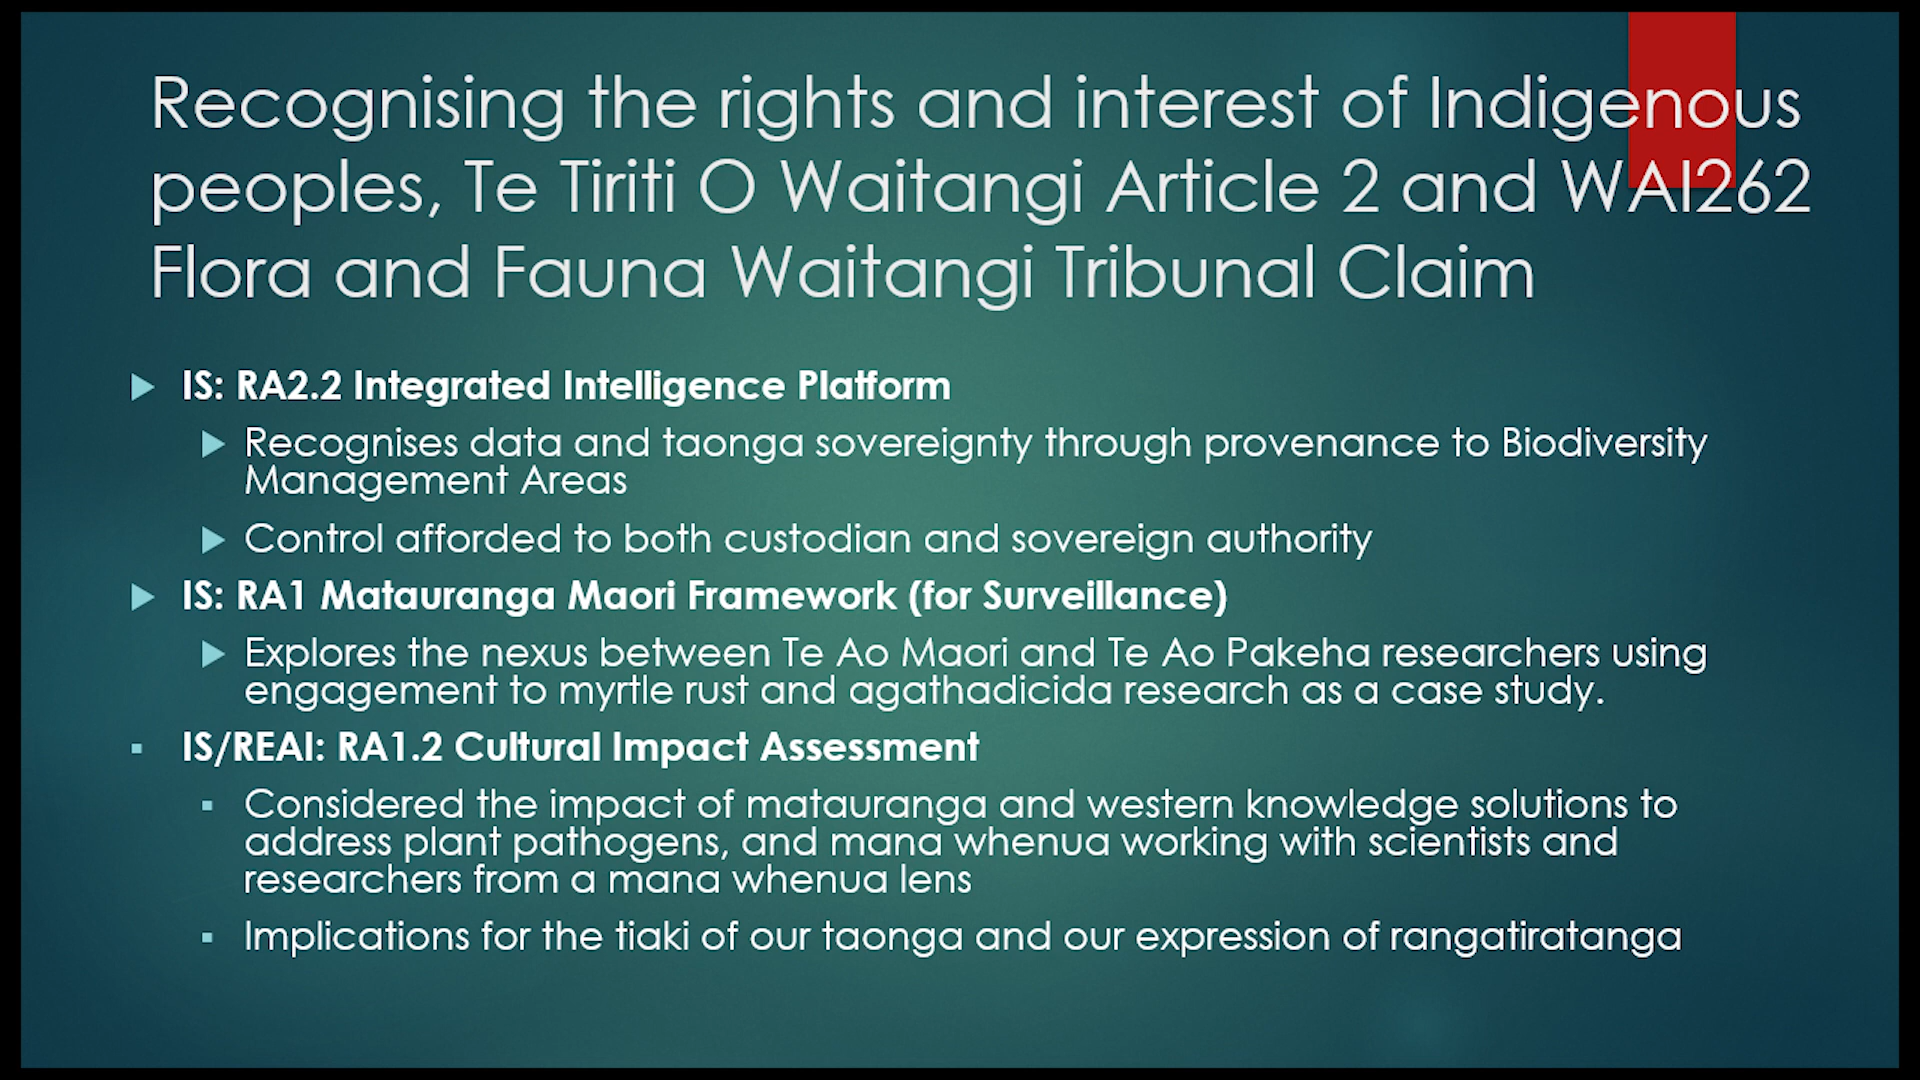 Recognising the rights and interest of Indigenous
peoples, Te Tiriti O Waitangi Article 2 and WAI262
Flora and Fauna Waitangi Tribunal Claim
IS: RA2.2 Integrated Intelligence Platform
Recognises data and taonga sovereignty through provenance to Biodiversity
Management Areas
Control afforded to both custodian and sovereign authority
IS: RA1 Matauranga Maori Framework (for Surveillance)
Explores the nexus between Te Ao Maori and Te Ao Pakeha researchers using
engagement to myrtle rust and agathadicida research as a case study.
IS/REAI: RA1.2 Cultural Impact Assessment
Considered the impact of matauranga and western knowledge solutions to
address plant pathogens, and mana whenua working with scientists and
researchers from a mana whenua lens
Implications for the tiaki of our taonga and our expression of rangatiratanga